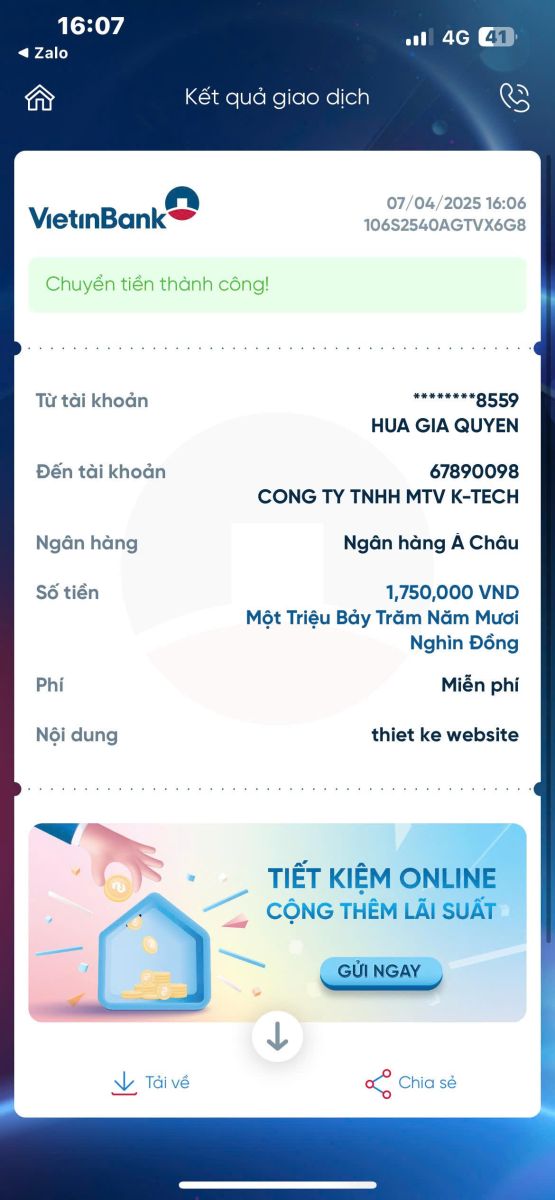 16:07
4G 41
◀ Zalo
Kết quả giao dịch
VietinBank
07/04/2025 16:06
106S2540AGTVX6G8
Chuyển tiền thành công!
Từ tài khoản
********8559
HUA GIA QUYEN
Đến tài khoản
67890098
CONG TY TNHH MTV K-TECH
Ngân hàng
Ngân hàng Á Châu
Số tiền
1,750,000 VND
Một Triệu Bảy Trăm Năm Mươi
Nghìn Đồng
Phí
Miễn phí
Nội dung
thiet ke website
TIẾT KIỆM ONLINE
CỘNG THÊM LÃI SUẤT
GỬI NGAY
Tải về
Chia sẻ